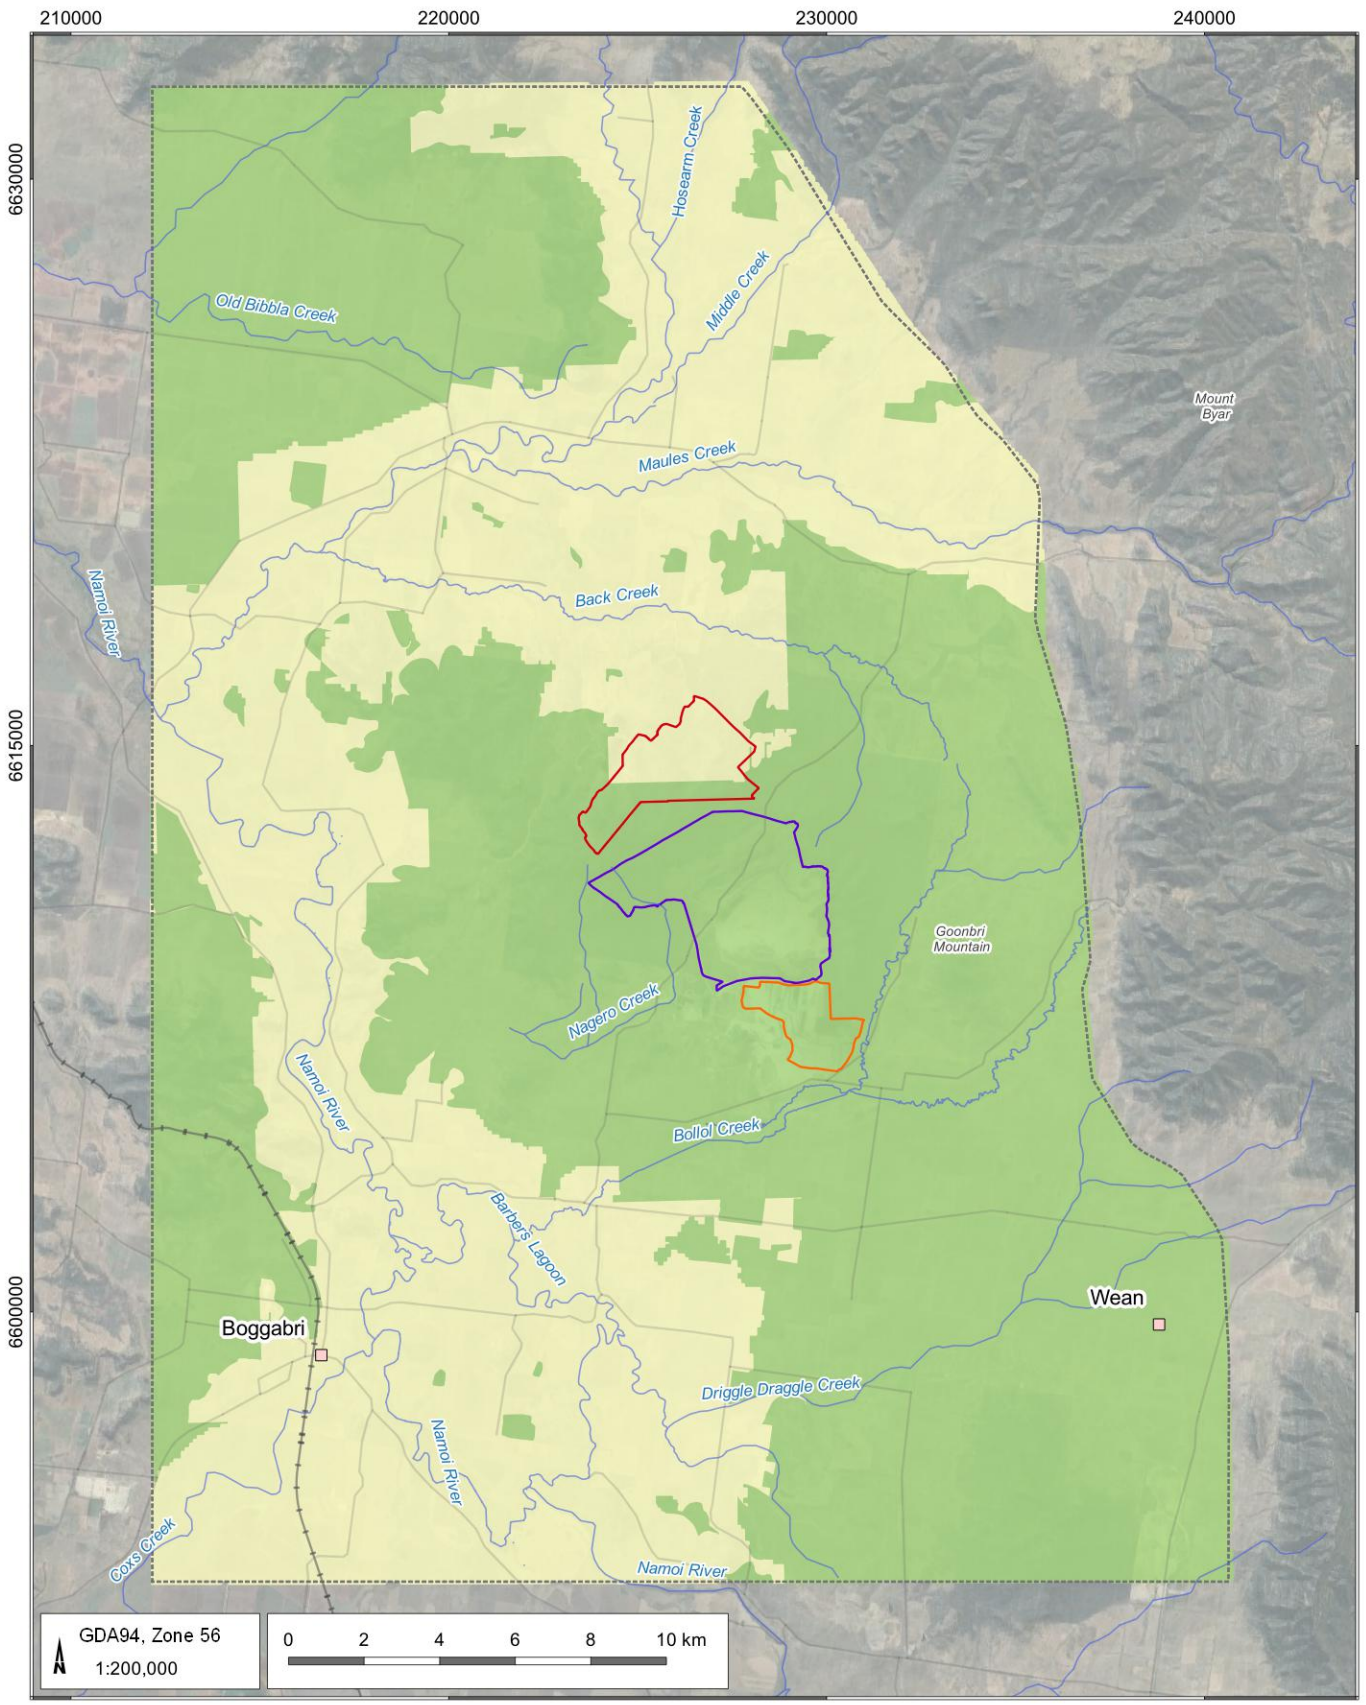 210000
220000
230000
240000
6630000
Hosearm Creek
Middle Creek
Old Bibbla Creek
Mount
Byar
Maules Creek
Namoi River
Back Creek
6615000
Goonbri
Mountain
Nagero Creek
Namoi River
Bollol Creek
Barbers Lagoon
6600000
Wean
Boggabri
Driggle Draggle Creek
Namoi River
Coxs Creek
Namoi River
N
GDA94, Zone 56
1:200,000
0 2 4 6 8 10 km